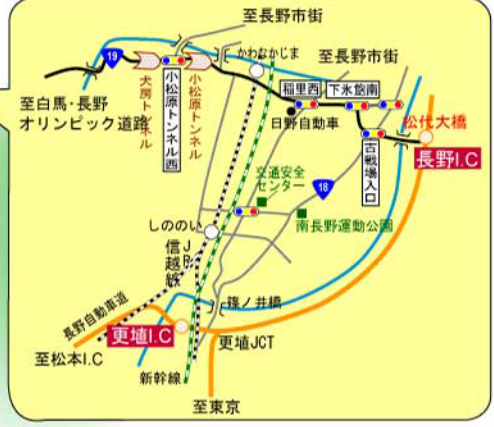 至長野市街
19
かわなかじま
至長野市街
至白馬・長野
オリンピック道路
犬房トンネル
小松原トンネル西
小松原トンネル
稲里西
下氷鉋南
日野自動車
松代大橋
古戦場入口
長野I.C
交通安全
センター
18
南長野運動公園
しののい
JR
信越線
篠ノ井橋
長野自動車道
更埴I.C
更埴JCT
至松本I.C
新幹線
至東京